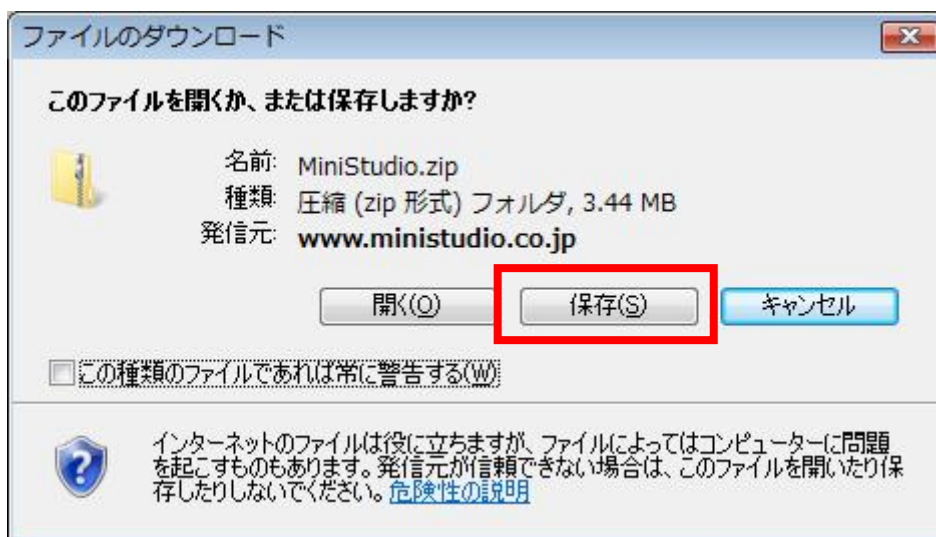 ファイルのダウンロード
このファイルを開くか、または保存しますか?
名前: MiniStudio.zip
種類: 圧縮 (zip 形式) フォルダ, 3.44 MB
発信元: www.ministudio.co.jp
開く(O) 保存(S) キャンセル
この種類のファイルであれば常に警告する(W)
インターネットのファイルは役に立ちますが、ファイルによってはコンピューターに問題
を起こすものもあります。発信元が信頼できない場合は、このファイルを開いたり保
存したりしないでください。危険性の説明